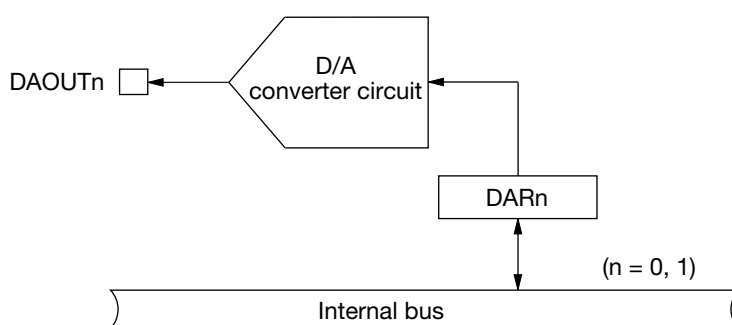 D/A
converter circuit
DAOUTn
DARn
(n = 0, 1)
Internal bus